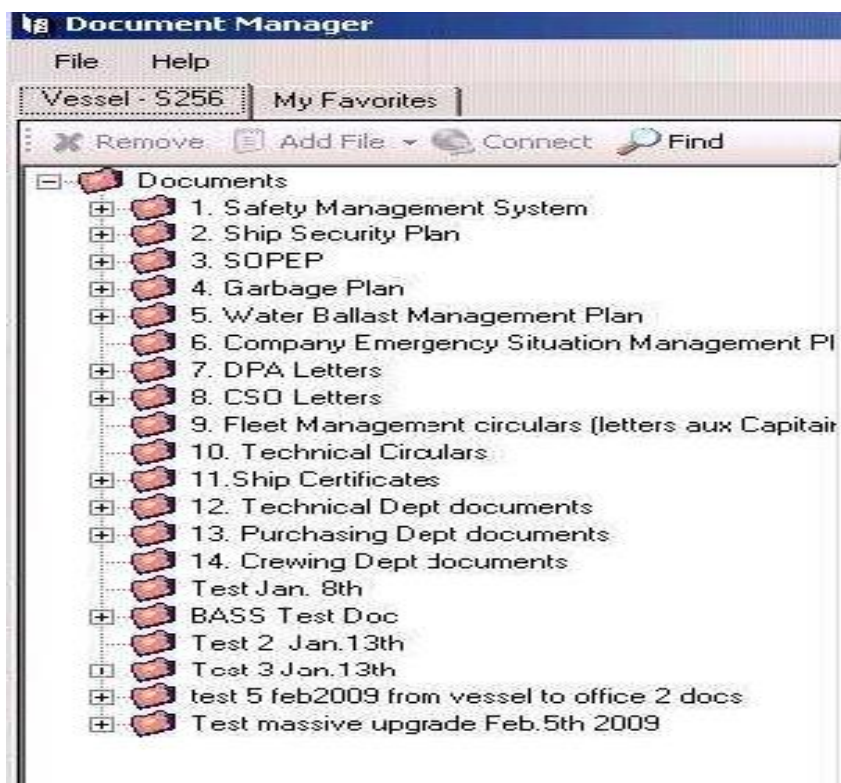 Document Manager
File Help
Vessel - S256 My Favorites
Remove Add File Connect Find
Documents
1. Safety Management System
2. Ship Security Plan
3. SOPEP
4. Garbage Plan
5. Water Ballast Management Plan
6. Company Emergency Situation Management Pl
7. DPA Letters
8. CSO Letters
9. Fleet Management circulars (letters aux Capitair
10. Technical Circulars
11.Ship Certificates
12. Technical Dept documents
13. Purchasing Dept documents
14. Crewing Dept documents
Test Jan. 8th
BASS Test Doc
Test 2 Jan.13th
Test 3 Jan.13th
test 5 feb2009 from vessel to office 2 docs
Test massive upgrade Feb.5th 2009